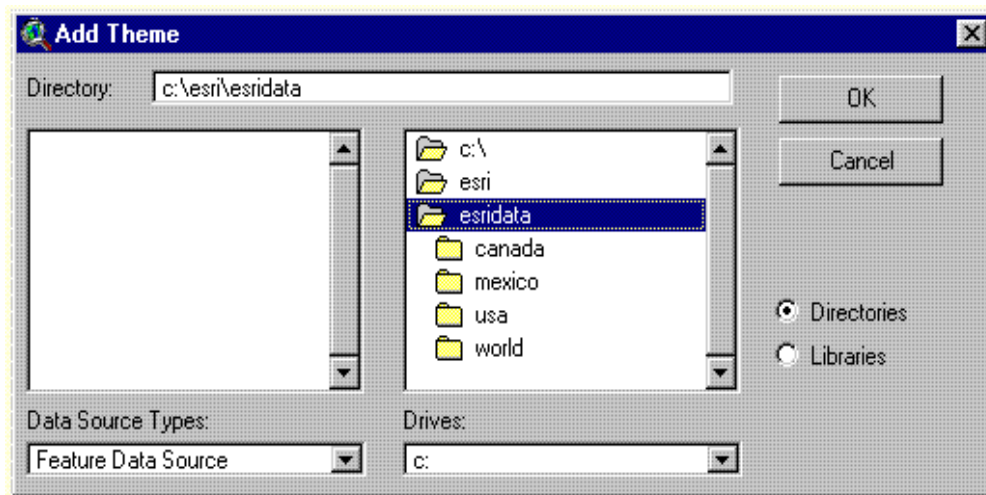 Add Theme
Directory: c:\esri\esridata
OK
Cancel
c:\
esri
esridata
canada
mexico
usa
world
Directories
Libraries
Data Source Types:
Feature Data Source
Drives:
c: